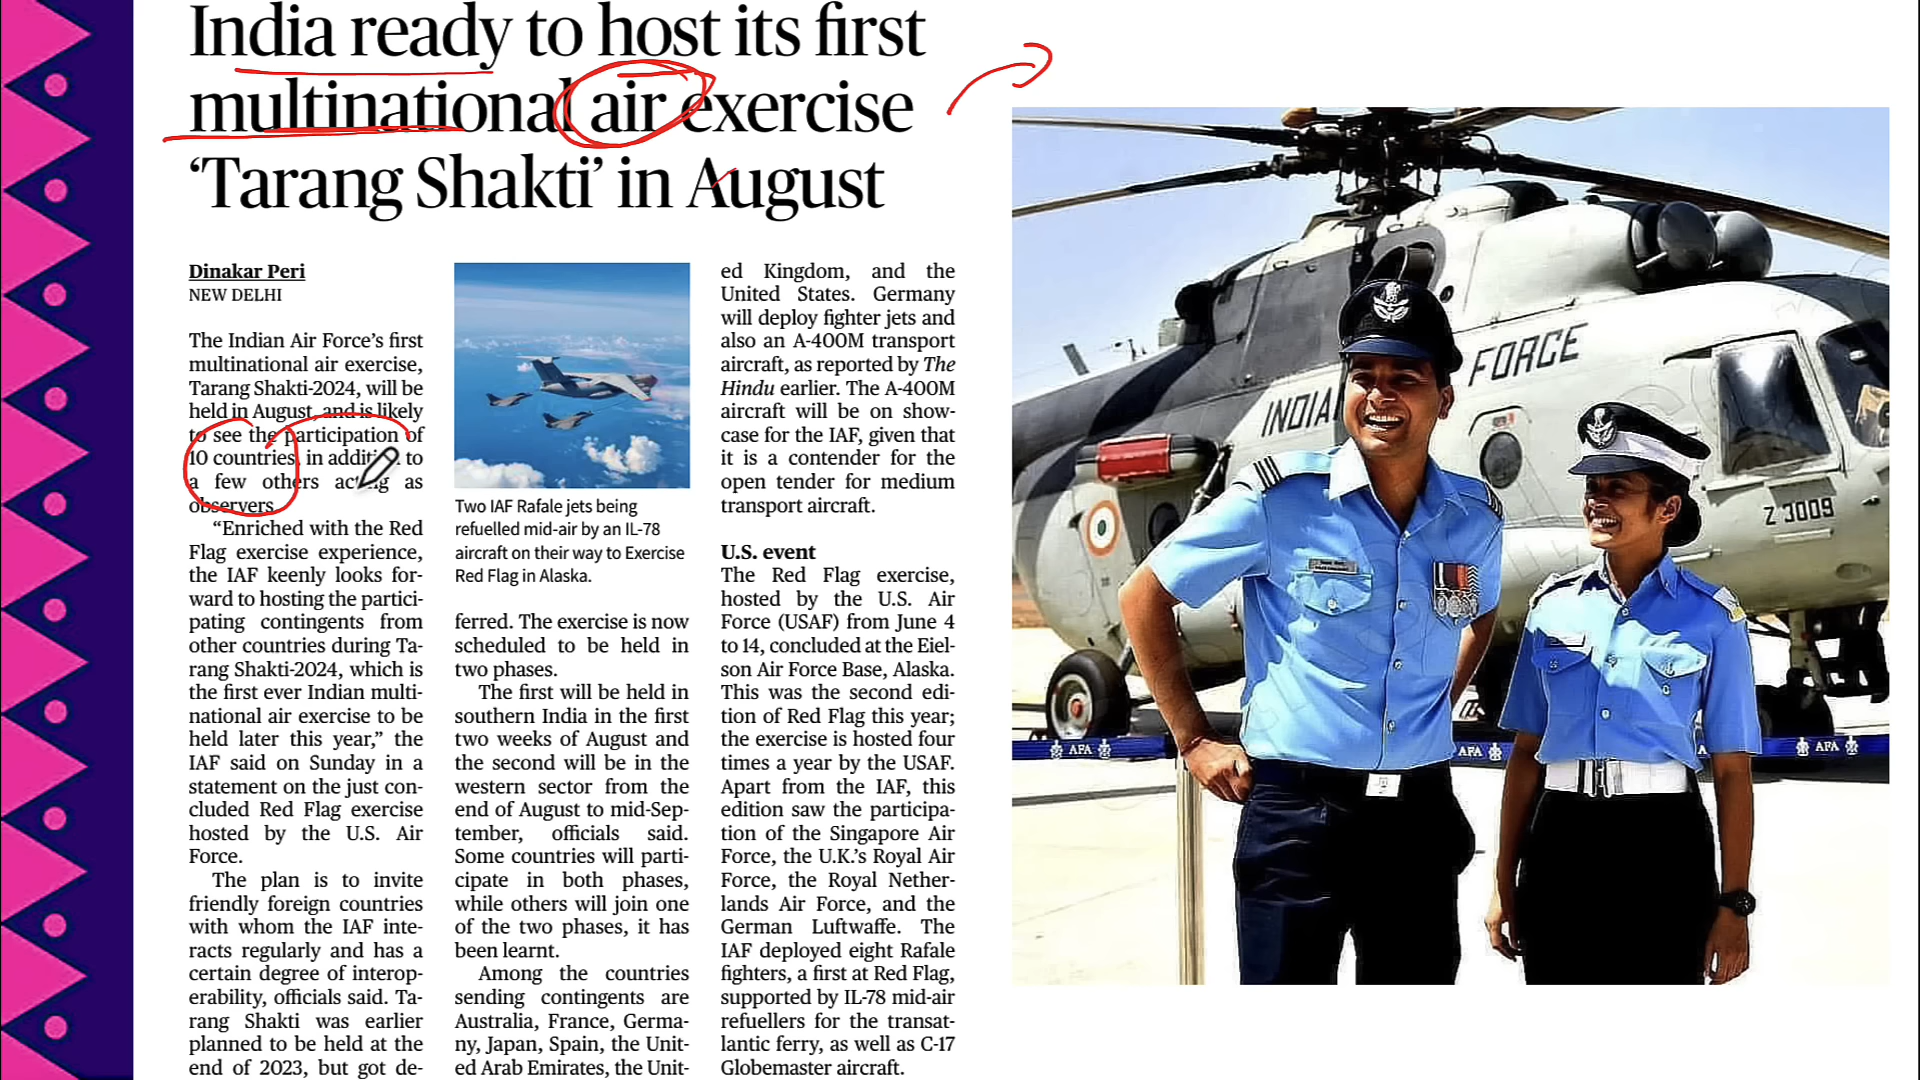 India ready to host its first
multinational air exercise
‘Tarang Shakti’ in August
Dinakar Peri
NEW DELHI
The Indian Air Force’s first
multinational air exercise,
Tarang Shakti-2024, will be
held in August, and is likely
to see the participation of
10 countries, in addition to
a few others acting as
observers.
“Enriched with the Red
Flag exercise experience,
the IAF keenly looks for-
ward to hosting the partici-
pating contingents from
other countries during Ta-
rang Shakti-2024, which is
the first ever Indian multi-
national air exercise to be
held later this year,” the
IAF said on Sunday in a
statement on the just con-
cluded Red Flag exercise
hosted by the U.S. Air
Force.
The plan is to invite
friendly foreign countries
with whom the IAF inte-
racts regularly and has a
certain degree of interop-
erability, officials said. Ta-
rang Shakti was earlier
planned to be held at the
end of 2023, but got de-
Two IAF Rafale jets being
refuelled mid-air by an IL-78
aircraft on their way to Exercise
Red Flag in Alaska.
ferred. The exercise is now
scheduled to be held in
two phases.
The first will be held in
southern India in the first
two weeks of August and
the second will be in the
western sector from the
end of August to mid-Sep-
tember, officials said.
Some countries will parti-
cipate in both phases,
while others will join one
of the two phases, it has
been learnt.
Among the countries
sending contingents are
Australia, France, Germa-
ny, Japan, Spain, the Unit-
ed Arab Emirates, the Unit-
ed Kingdom, and the
United States. Germany
will deploy fighter jets and
also an A-400M transport
aircraft, as reported by The
Hindu earlier. The A-400M
aircraft will be on show-
case for the IAF, given that
it is a contender for the
open tender for medium
transport aircraft.
U.S. event
The Red Flag exercise,
hosted by the U.S. Air
Force (USAF) from June 4
to 14, concluded at the Eiel-
son Air Force Base, Alaska.
This was the second edi-
tion of Red Flag this year;
the exercise is hosted four
times a year by the USAF.
Apart from the IAF, this
edition saw the participa-
tion of the Singapore Air
Force, the U.K.’s Royal Air
Force, the Royal Nether-
lands Air Force, and the
German Luftwaffe. The
IAF deployed eight Rafale
fighters, a first at Red Flag,
supported by IL-78 mid-air
refuellers for the transat-
lantic ferry, as well as C-17
Globemaster aircraft.
INDIA FORCE
Z 3009
AFA
AFA
AFA